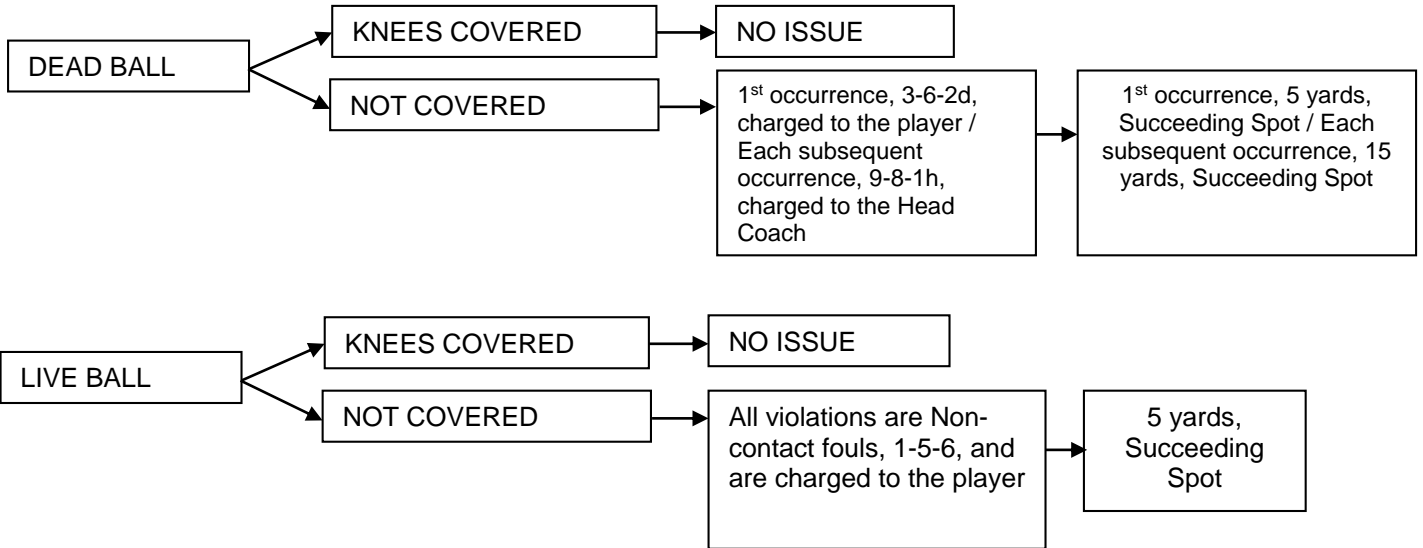 DEAD BALL
KNEES COVERED
NO ISSUE
NOT COVERED
1st occurrence, 3-6-2d,
charged to the player /
Each subsequent
occurrence, 9-8-1h,
charged to the Head
Coach
1st occurrence, 5 yards,
Succeeding Spot / Each
subsequent occurrence, 15
yards, Succeeding Spot
LIVE BALL
KNEES COVERED
NO ISSUE
NOT COVERED
All violations are Non-
contact fouls, 1-5-6, and
are charged to the player
5 yards,
Succeeding
Spot